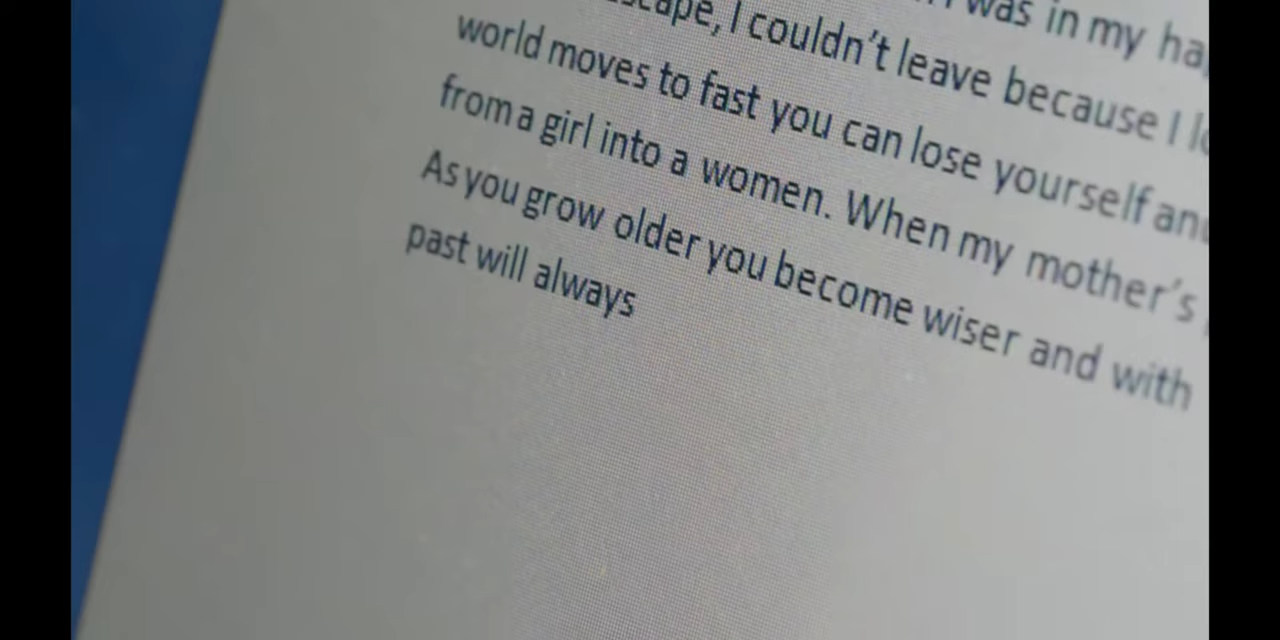 I was in my
I couldn't leave because I
world moves to fast you can lose yourself
from a girl into a women. When my mother's
As you grow older you become wiser and with
past will always